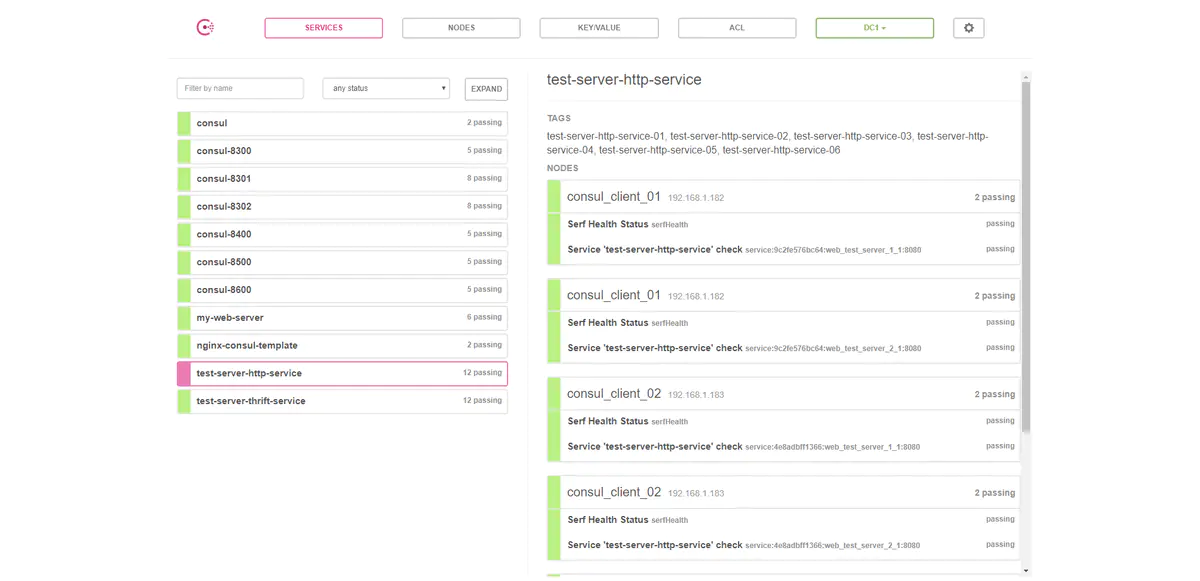 SERVICES NODES KEY/VALUE ACL DC1
Filter by name any status EXPAND
consul 2 passing
consul-8300 5 passing
consul-8301 8 passing
consul-8302 8 passing
consul-8400 5 passing
consul-8500 5 passing
consul-8600 5 passing
my-web-server 6 passing
nginx-consul-template 2 passing
test-server-http-service 12 passing
test-server-thrift-service 12 passing
test-server-http-service
TAGS
test-server-http-service-01, test-server-http-service-02, test-server-http-service-03, test-server-http-
service-04, test-server-http-service-05, test-server-http-service-06
NODES
consul_client_01 192.168.1.182 2 passing
Serf Health Status serfHealth passing
Service 'test-server-http-service' check service:9c2fe576bc64:web_test_server_1_1:8080 passing
consul_client_01 192.168.1.182 2 passing
Serf Health Status serfHealth passing
Service 'test-server-http-service' check service:9c2fe576bc64:web_test_server_2_1:8080 passing
consul_client_02 192.168.1.183 2 passing
Serf Health Status serfHealth passing
Service 'test-server-http-service' check service:4e8adbff1366:web_test_server_1_1:8080 passing
consul_client_02 192.168.1.183 2 passing
Serf Health Status serfHealth passing
Service 'test-server-http-service' check service:4e8adbff1366:web_test_server_2_1:8080 passing